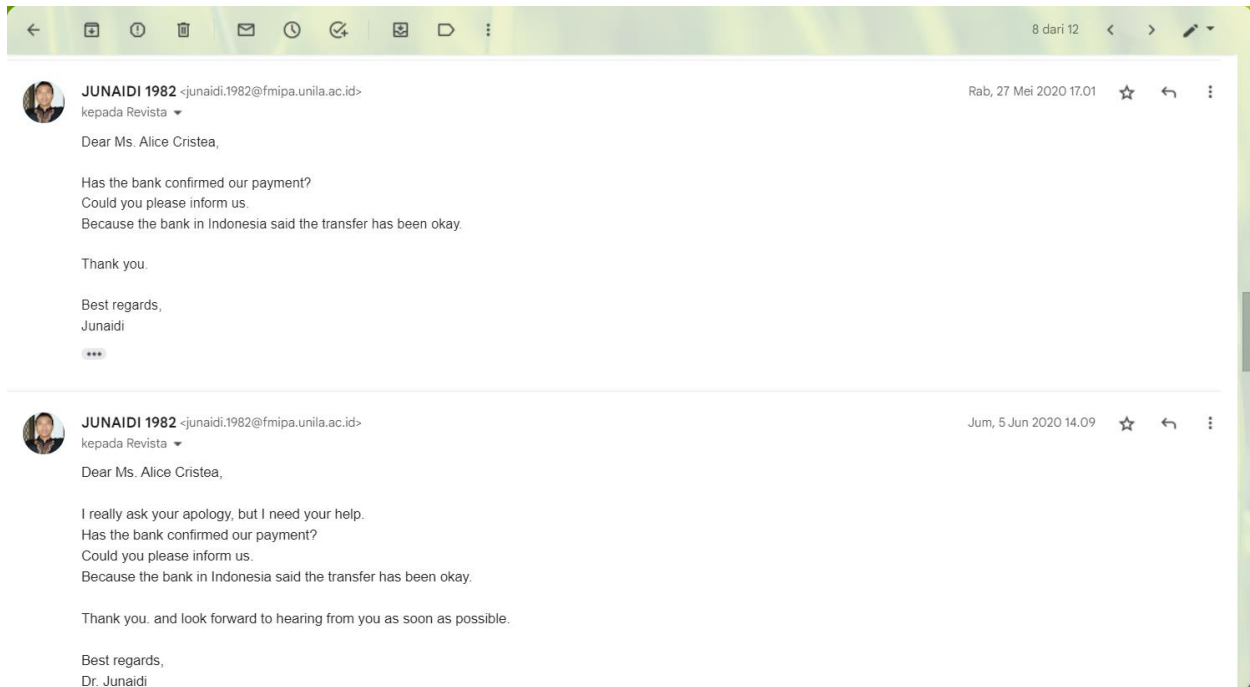 8 dari 12
JUNAIDI 1982 <junaidi.1982@fmipa.unila.ac.id> Rab, 27 Mei 2020 17.01
kepada Revista
Dear Ms. Alice Cristea,
Has the bank confirmed our payment?
Could you please inform us.
Because the bank in Indonesia said the transfer has been okay.
Thank you.
Best regards,
Junaidi
JUNAIDI 1982 <junaidi.1982@fmipa.unila.ac.id> Jum, 5 Jun 2020 14.09
kepada Revista
Dear Ms. Alice Cristea,
I really ask your apology, but I need your help.
Has the bank confirmed our payment?
Could you please inform us.
Because the bank in Indonesia said the transfer has been okay.
Thank you. and look forward to hearing from you as soon as possible.
Best regards,
Dr. Junaidi